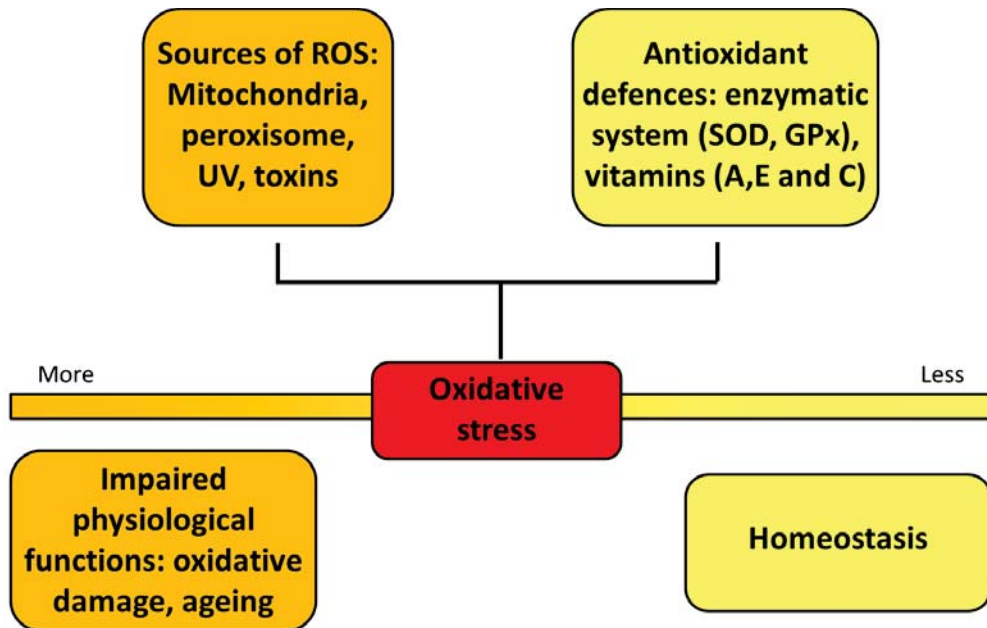 Sources of ROS:
Mitochondria,
peroxisome,
UV, toxins
Antioxidant
defences: enzymatic
system (SOD, GPx),
vitamins (A,E and C)
More
Oxidative
stress
Less
Impaired
physiological
functions: oxidative
damage, ageing
Homeostasis